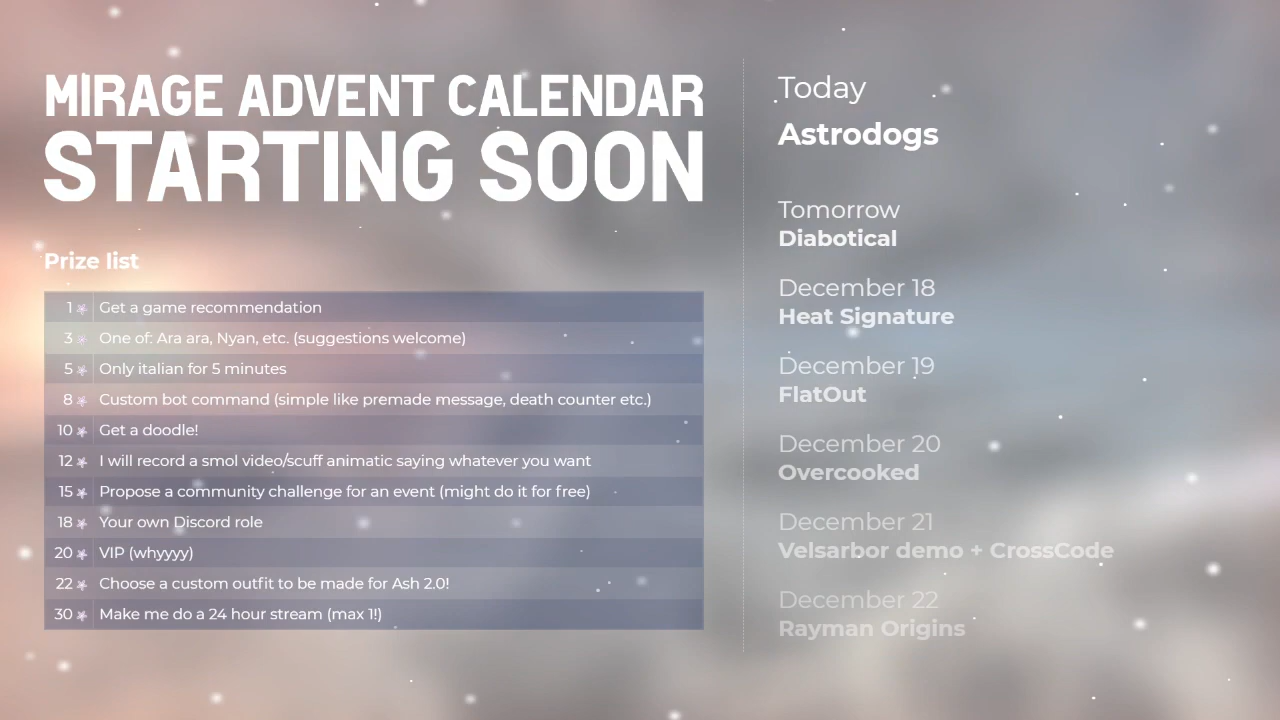 MIRAGE ADVENT CALENDAR
STARTING SOON
Prize list
1 Get a game recommendation
3 One of: Ara ara, Nyan, etc. (suggestions welcome)
5 Only italian for 5 minutes
8 Custom bot command (simple like premade message, death counter etc.)
10 Get a doodle!
12 I will record a smol video/scuff animatic saying whatever you want
15 Propose a community challenge for an event (might do it for free)
18 Your own Discord role
20 VIP (whyyyy)
22 Choose a custom outfit to be made for Ash 2.0!
30 Make me do a 24 hour stream (max 1!)
Today
Astrodogs
Tomorrow
Diabotical
December 18
Heat Signature
December 19
FlatOut
December 20
Overcooked
December 21
Velsarbor demo + CrossCode
December 22
Rayman Origins